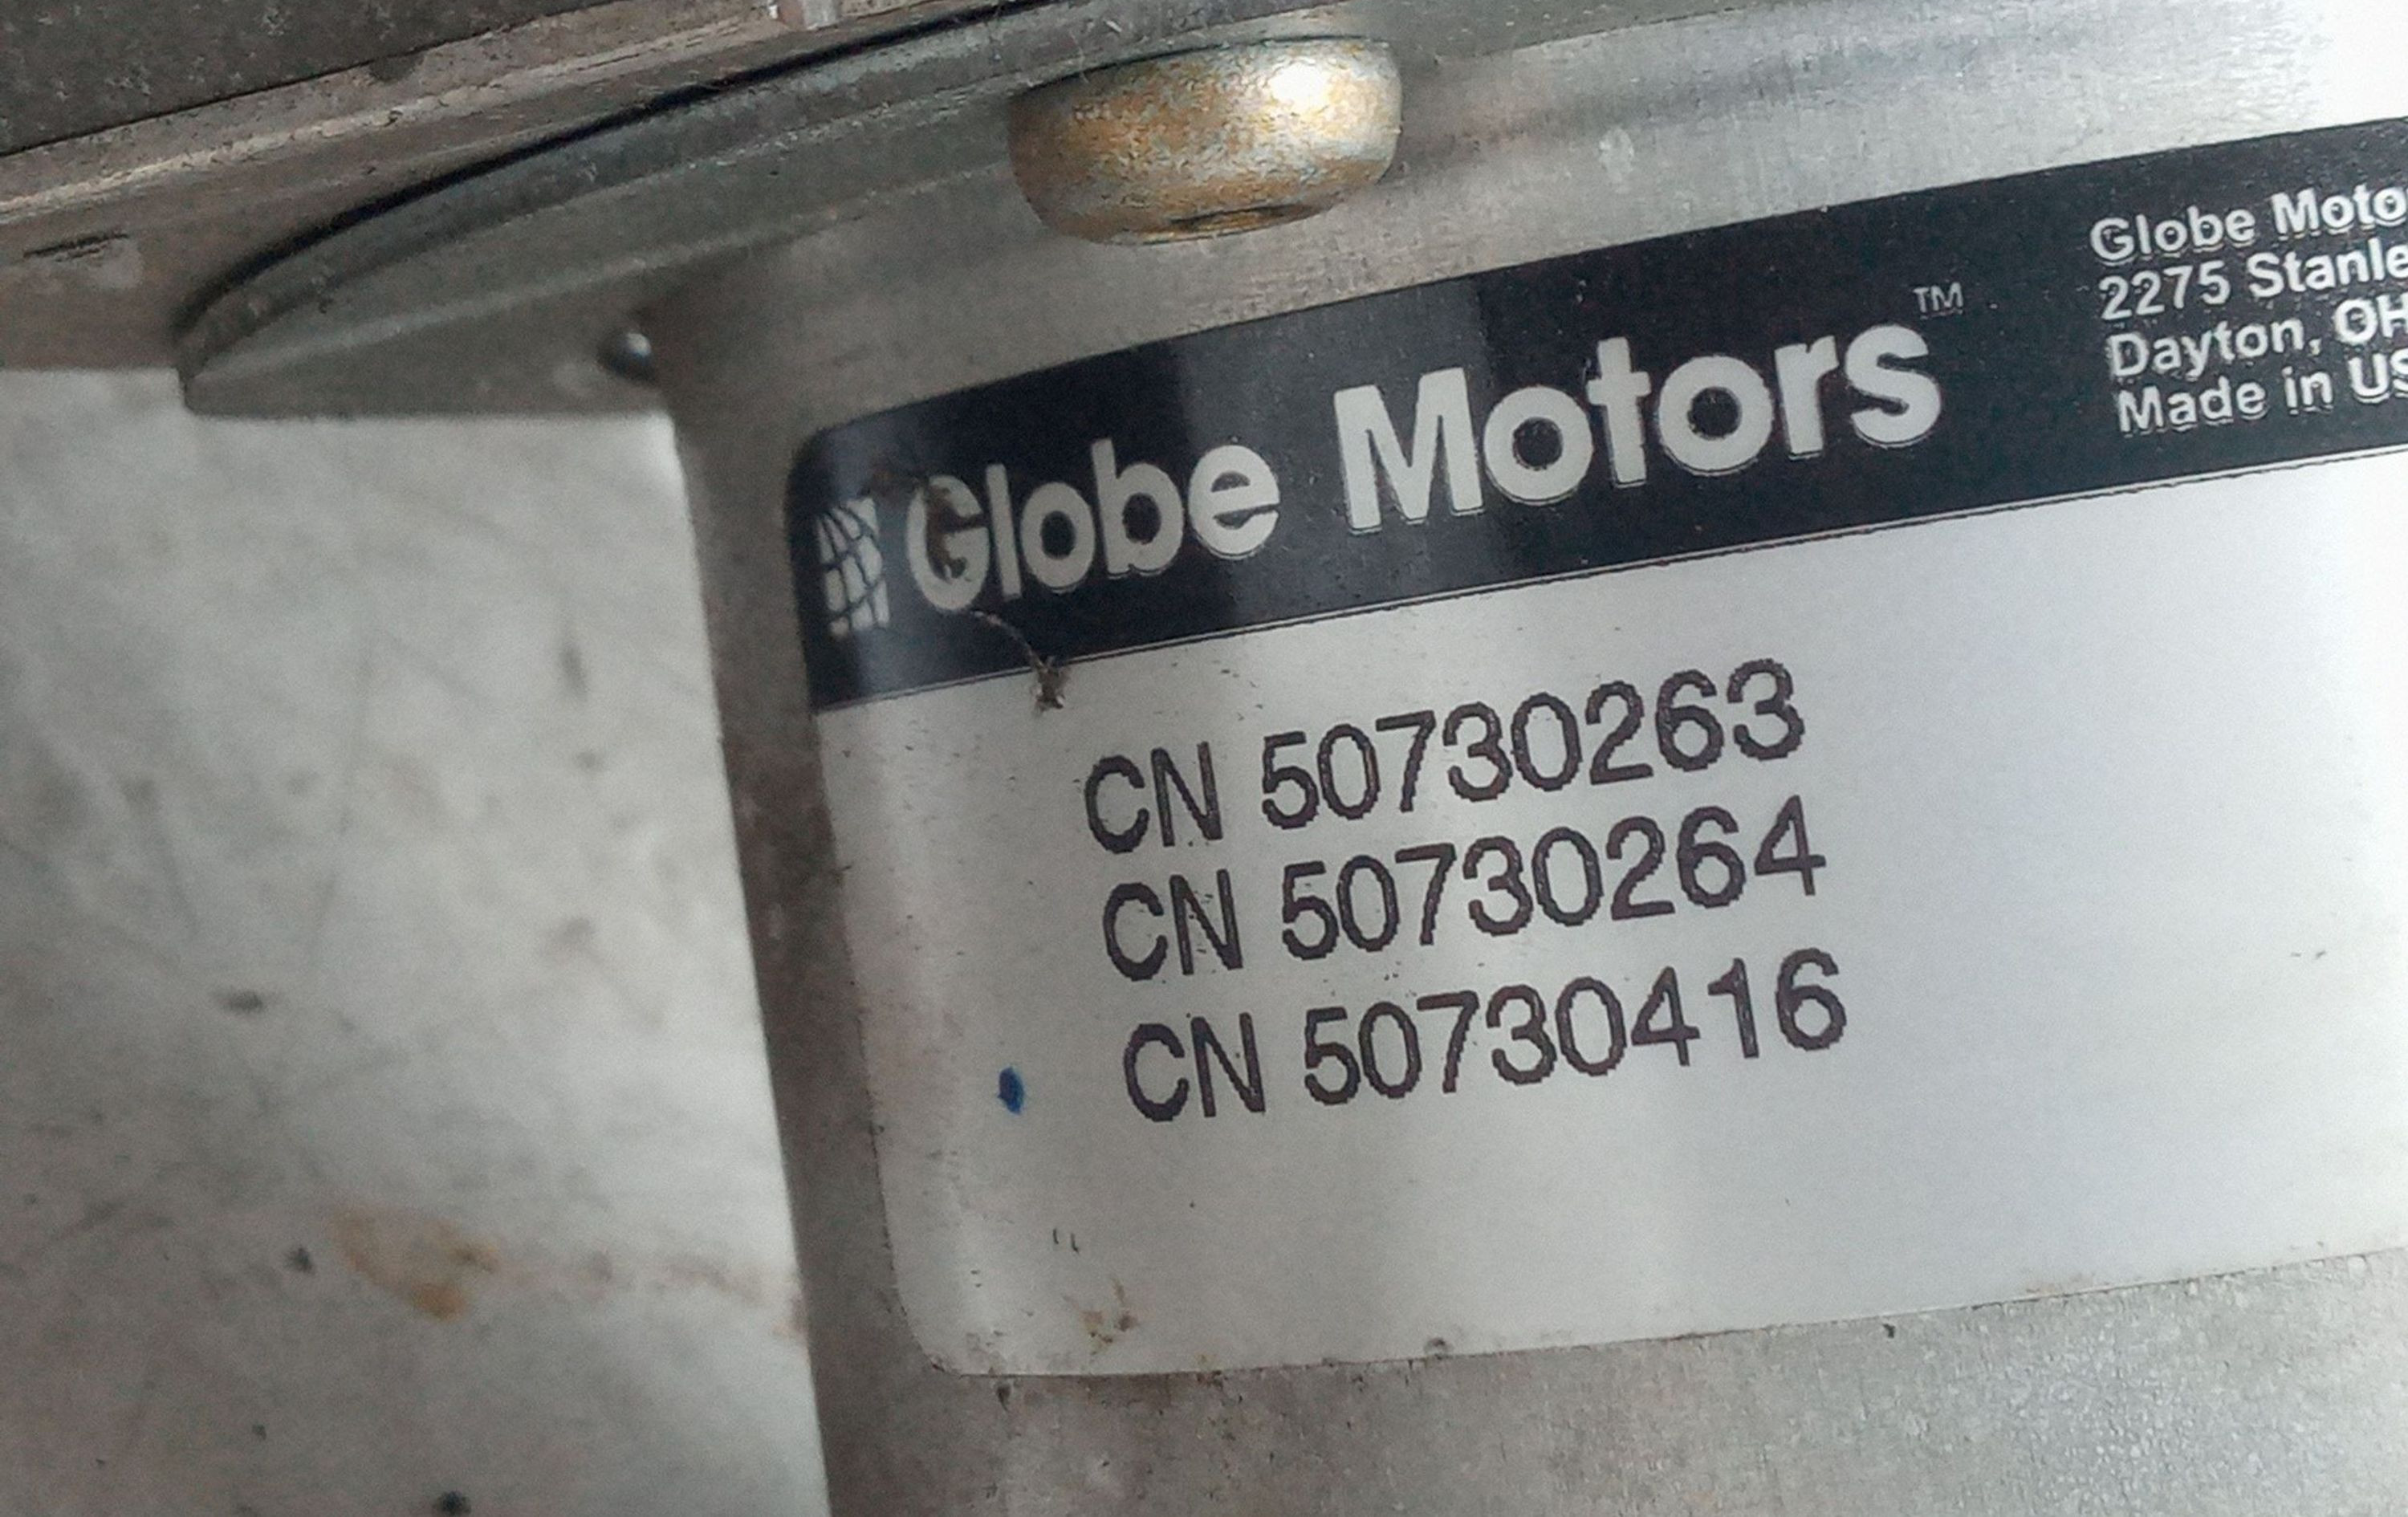 Globe Motors™
Globe Moto
2275 Stanle
Dayton, OH
Made in US
CN 50730263
CN 50730264
CN 50730416